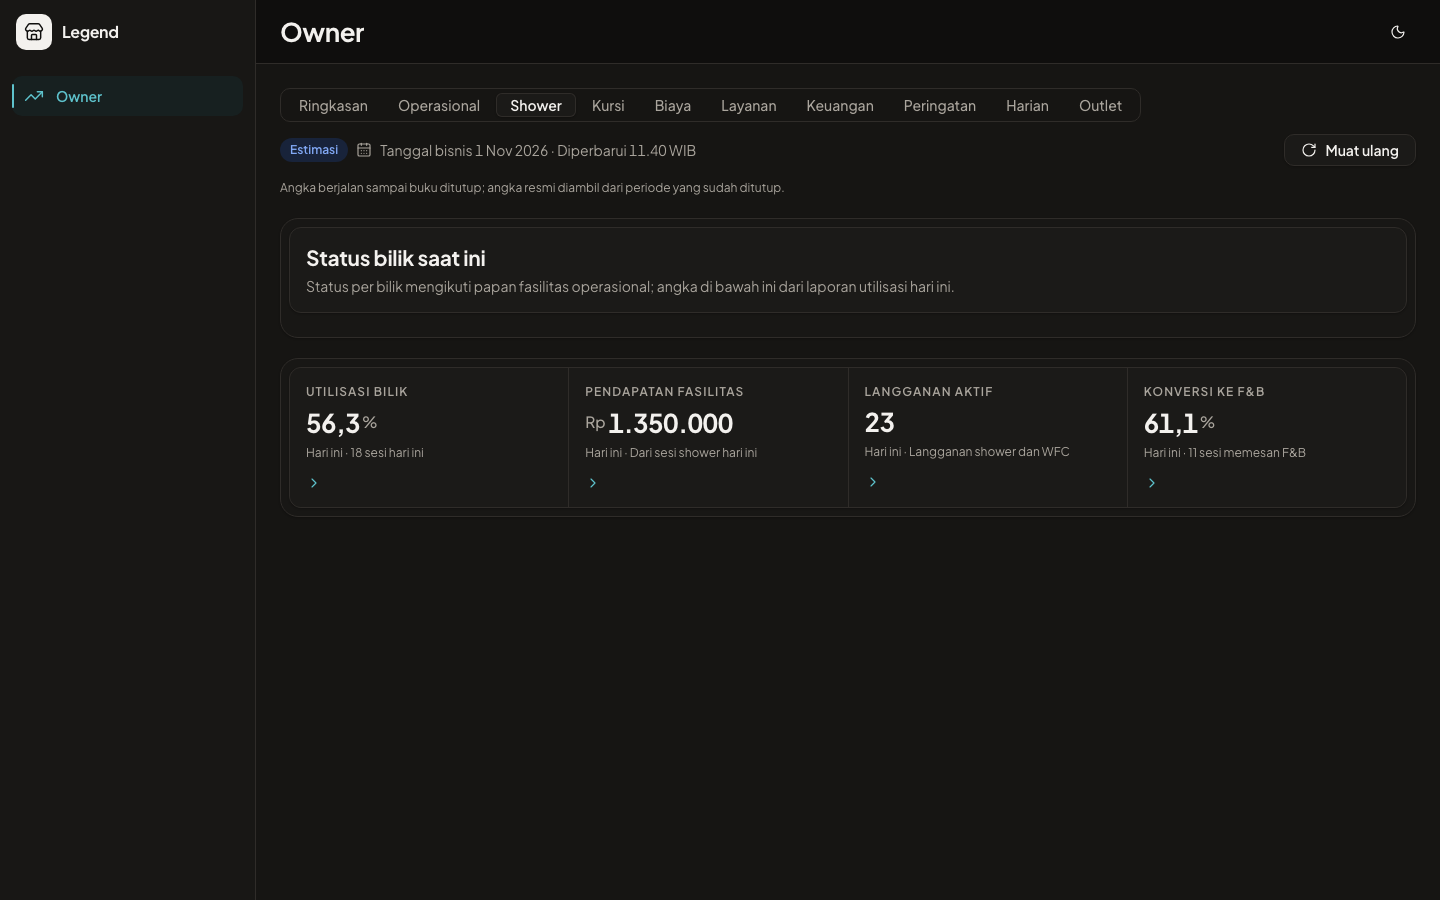 Legend
Owner
Owner
Ringkasan Operasional Shower Kursi Biaya Layanan Keuangan Peringatan Harian Outlet
Estimasi Tanggal bisnis 1 Nov 2026 · Diperbarui 11.40 WIB Muat ulang
Angka berjalan sampai buku ditutup; angka resmi diambil dari periode yang sudah ditutup.
Status bilik saat ini
Status per bilik mengikuti papan fasilitas operasional; angka di bawah ini dari laporan utilisasi hari ini.
UTILISASI BILIK
56,3%
Hari ini · 18 sesi hari ini
PENDAPATAN FASILITAS
Rp 1.350.000
Hari ini · Dari sesi shower hari ini
LANGGANAN AKTIF
23
Hari ini · Langganan shower dan WFC
KONVERSI KE F&B
61,1%
Hari ini · 11 sesi memesan F&B